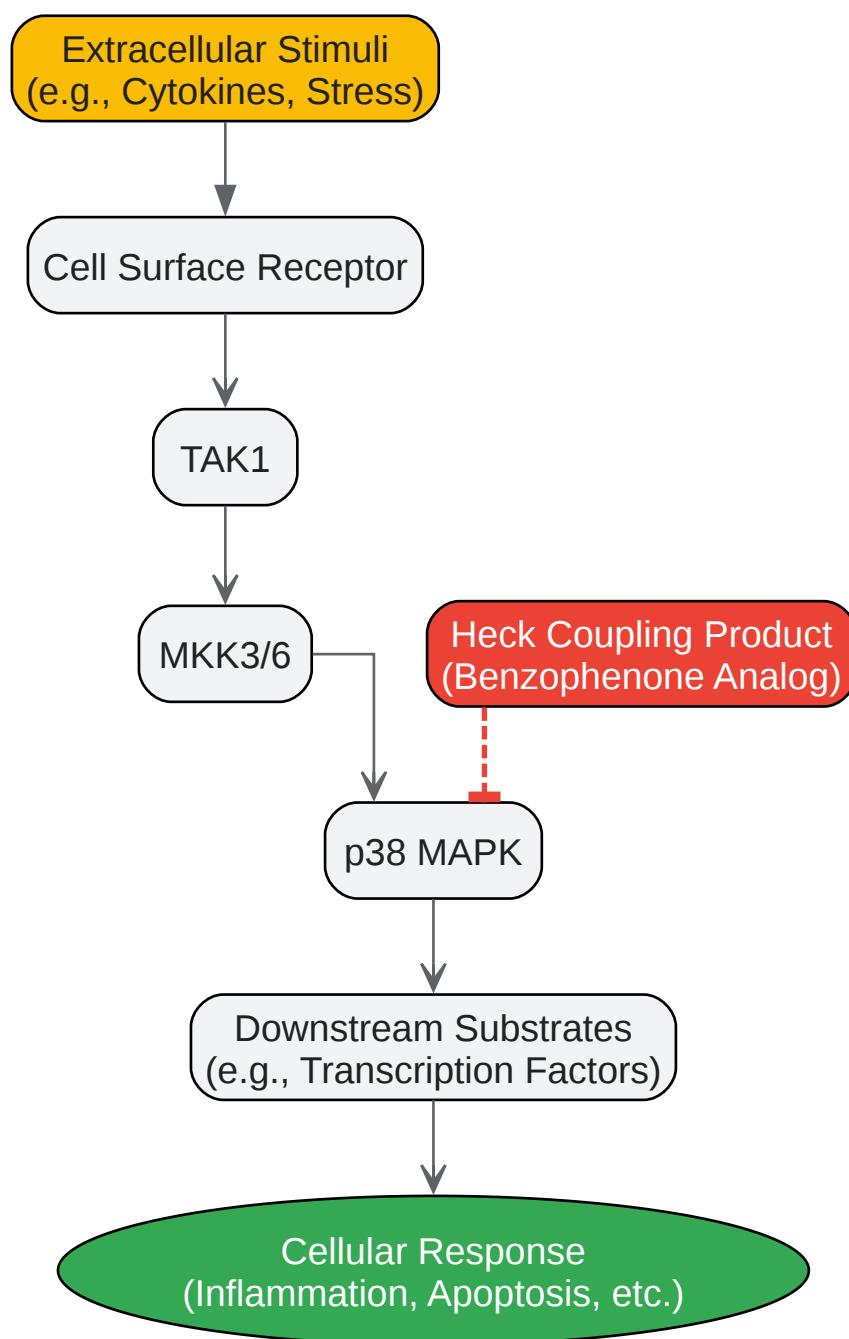 Extracellular Stimuli
(e.g., Cytokines, Stress)
Cell Surface Receptor
TAK1
MKK3/6
Heck Coupling Product
(Benzophenone Analog)
p38 MAPK
Downstream Substrates
(e.g., Transcription Factors)
Cellular Response
(Inflammation, Apoptosis, etc.)